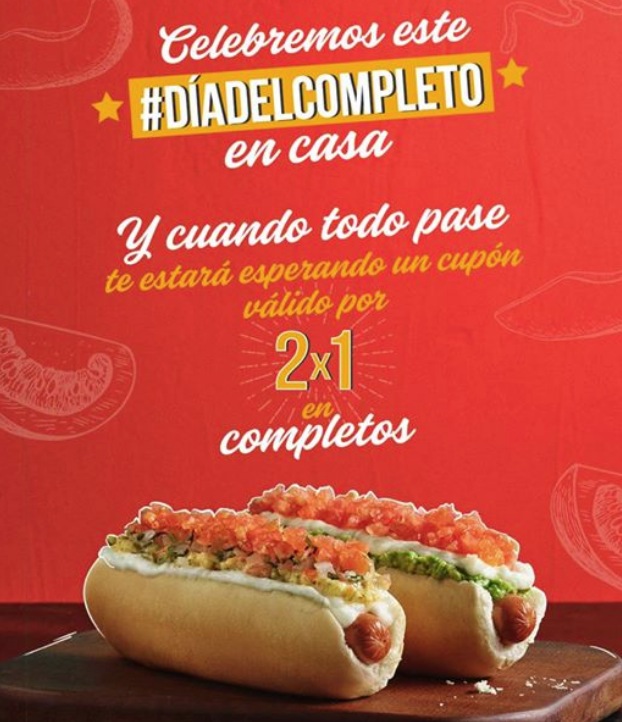 Celebremos este
#DÍADELCOMPLETO
en casa
Y cuando todo pase
te estará esperando un cupón
válido por
2x1
en
completos